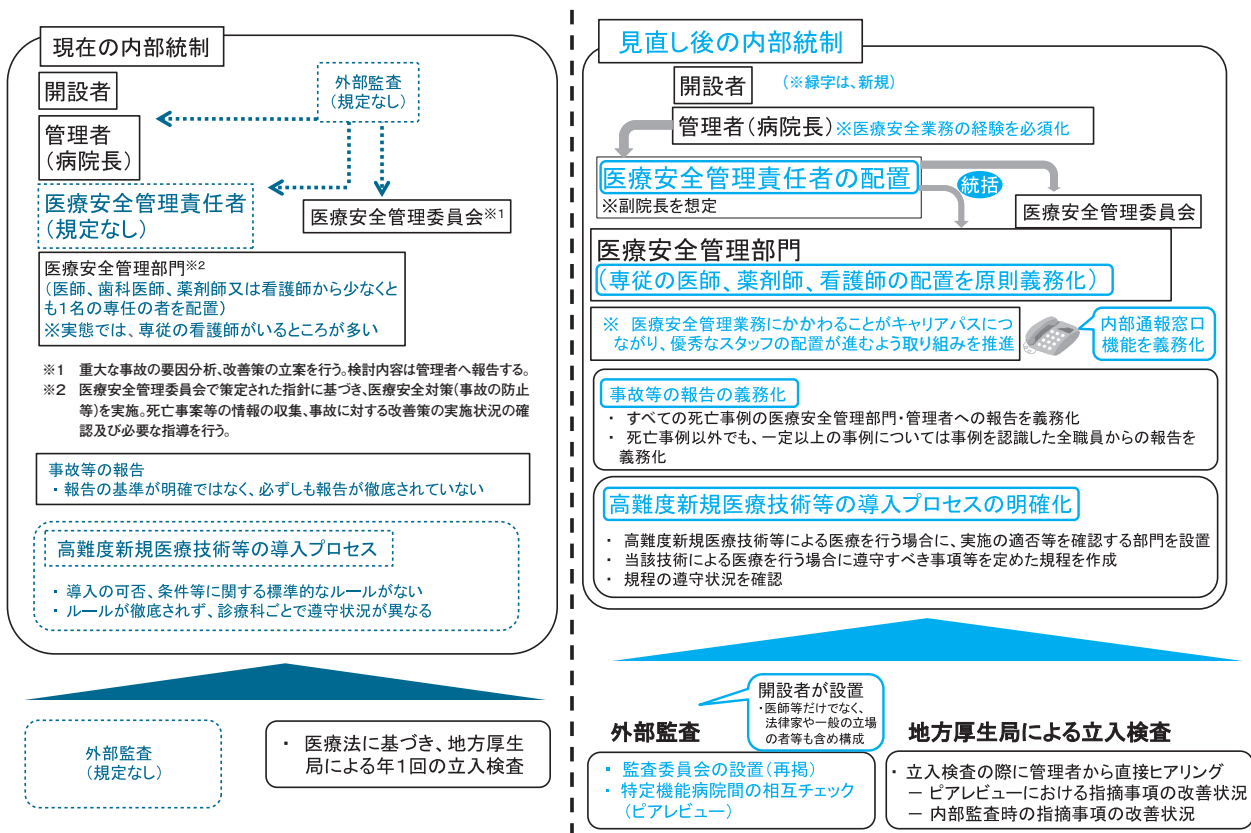 現在の内部統制
開設者
外部監査
(規定なし)
管理者
(病院長)
医療安全管理責任者
(規定なし)
医療安全管理委員会※1
医療安全管理部門※2
(医師、歯科医師、薬剤師又は看護師から少なくと
も1名の専任の者を配置)
※実態では、専従の看護師がいるところが多い
※1 重大な事故の要因分析、改善策の立案を行う。検討内容は管理者へ報告する。
※2 医療安全管理委員会で策定された指針に基づき、医療安全対策(事故の防止
等)を実施。死亡事案等の情報の収集、事故に対する改善策の実施状況の確
認及び必要な指導を行う。
事故等の報告
・報告の基準が明確ではなく、必ずしも報告が徹底されていない
高難度新規医療技術等の導入プロセス
・導入の可否、条件等に関する標準的なルールがない
・ルールが徹底されず、診療科ごとで遵守状況が異なる
外部監査
(規定なし)
・ 医療法に基づき、地方厚生
局による年1回の立入検査
見直し後の内部統制
開設者
(※緑字は、新規)
管理者(病院長) ※医療安全業務の経験を必須化
医療安全管理責任者の配置
※副院長を想定
統括
医療安全管理委員会
医療安全管理部門
(専従の医師、薬剤師、看護師の配置を原則義務化)
※ 医療安全管理業務にかかわることがキャリアパスにつ
ながり、優秀なスタッフの配置が進むよう取り組みを推進
内部通報窓口
機能を義務化
事故等の報告の義務化
・ すべての死亡事例の医療安全管理部門・管理者への報告を義務化
・ 死亡事例以外でも、一定以上の事例については事例を認識した全職員からの報告を
義務化
高難度新規医療技術等の導入プロセスの明確化
・ 高難度新規医療技術等による医療を行う場合に、実施の適否等を確認する部門を設置
・ 当該技術による医療を行う場合に遵守すべき事項等を定めた規程を作成
・ 規程の遵守状況を確認
開設者が設置
・医師等だけでなく、
法律家や一般の立場
の者等も含め構成
外部監査
・ 監査委員会の設置(再掲)
・ 特定機能病院間の相互チェック
(ピアレビュー)
地方厚生局による立入検査
・ 立入検査の際に管理者から直接ヒアリング
－ ピアレビューにおける指摘事項の改善状況
－ 内部監査時の指摘事項の改善状況